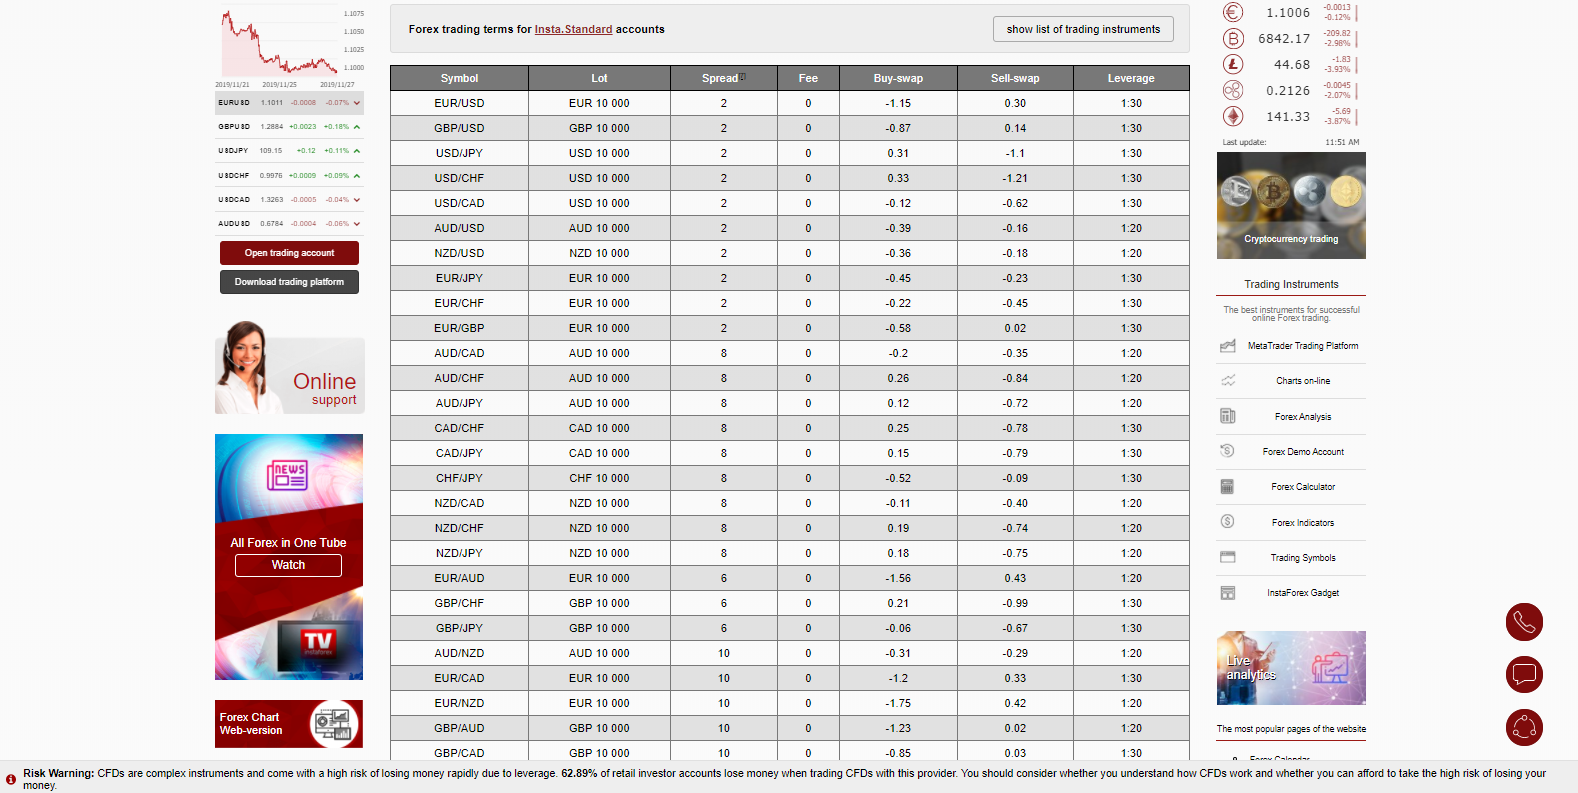 1.1075
1.1050
1.1025
1.1000
2019/11/21 2019/11/25 2019/11/27
EURUSD 1.1011 -0.0008 -0.07%
GBPUSD 1.2884 +0.0023 +0.18%
USDJPY 109.15 +0.12 +0.11%
USDCHF 0.9976 +0.0009 +0.09%
USDCAD 1.3263 -0.0005 -0.04%
AUDUSD 0.6784 -0.0004 -0.06%
Open trading account
Download trading platform
Online
support
NEWS
All Forex in One Tube
Watch
TV
instaforex
Forex Chart
Web-version
Forex trading terms for Insta.Standard accounts
show list of trading instruments
Symbol Lot Spread Fee Buy-swap Sell-swap Leverage
EUR/USD EUR 10 000 2 0 -1.15 0.30 1:30
GBP/USD GBP 10 000 2 0 -0.87 0.14 1:30
USD/JPY USD 10 000 2 0 0.31 -1.1 1:30
USD/CHF USD 10 000 2 0 0.33 -1.21 1:30
USD/CAD USD 10 000 2 0 -0.12 -0.62 1:30
AUD/USD AUD 10 000 2 0 -0.39 -0.16 1:20
NZD/USD NZD 10 000 2 0 -0.36 -0.18 1:20
EUR/JPY EUR 10 000 2 0 -0.45 -0.23 1:30
EUR/CHF EUR 10 000 2 0 -0.22 -0.45 1:30
EUR/GBP EUR 10 000 2 0 -0.58 0.02 1:30
AUD/CAD AUD 10 000 8 0 -0.2 -0.35 1:20
AUD/CHF AUD 10 000 8 0 0.26 -0.84 1:20
AUD/JPY AUD 10 000 8 0 0.12 -0.72 1:20
CAD/CHF CAD 10 000 8 0 0.25 -0.78 1:30
CAD/JPY CAD 10 000 8 0 0.15 -0.79 1:30
CHF/JPY CHF 10 000 8 0 -0.52 -0.09 1:30
NZD/CAD NZD 10 000 8 0 -0.11 -0.40 1:20
NZD/CHF NZD 10 000 8 0 0.19 -0.74 1:20
NZD/JPY NZD 10 000 8 0 0.18 -0.75 1:20
EUR/AUD EUR 10 000 6 0 -1.56 0.43 1:20
GBP/CHF GBP 10 000 6 0 0.21 -0.99 1:30
GBP/JPY GBP 10 000 6 0 -0.06 -0.67 1:30
AUD/NZD AUD 10 000 10 0 -0.31 -0.29 1:20
EUR/CAD EUR 10 000 10 0 -1.2 0.33 1:30
EUR/NZD EUR 10 000 10 0 -1.75 0.42 1:20
GBP/AUD GBP 10 000 10 0 -1.23 0.02 1:20
GBP/CAD GBP 10 000 10 0 -0.85 0.03 1:30
1.1006 -0.0013 -0.12%
6842.17 -209.82 -2.98%
44.68 -1.83 -3.93%
0.2126 -0.0045 -2.07%
141.33 -5.69 -3.87%
Last update: 11:51 AM
Cryptocurrency trading
Trading Instruments
The best instruments for successful
online Forex trading.
MetaTrader Trading Platform
Charts on-line
Forex Analysis
Forex Demo Account
Forex Calculator
Forex Indicators
Trading Symbols
InstaForex Gadget
Live
analytics
The most popular pages of the website
Forex Calendar
Risk Warning: CFDs are complex instruments and come with a high risk of losing money rapidly due to leverage. 62.89% of retail investor accounts lose money when trading CFDs with this provider. You should consider whether you understand how CFDs work and whether you can afford to take the high risk of losing your
money.